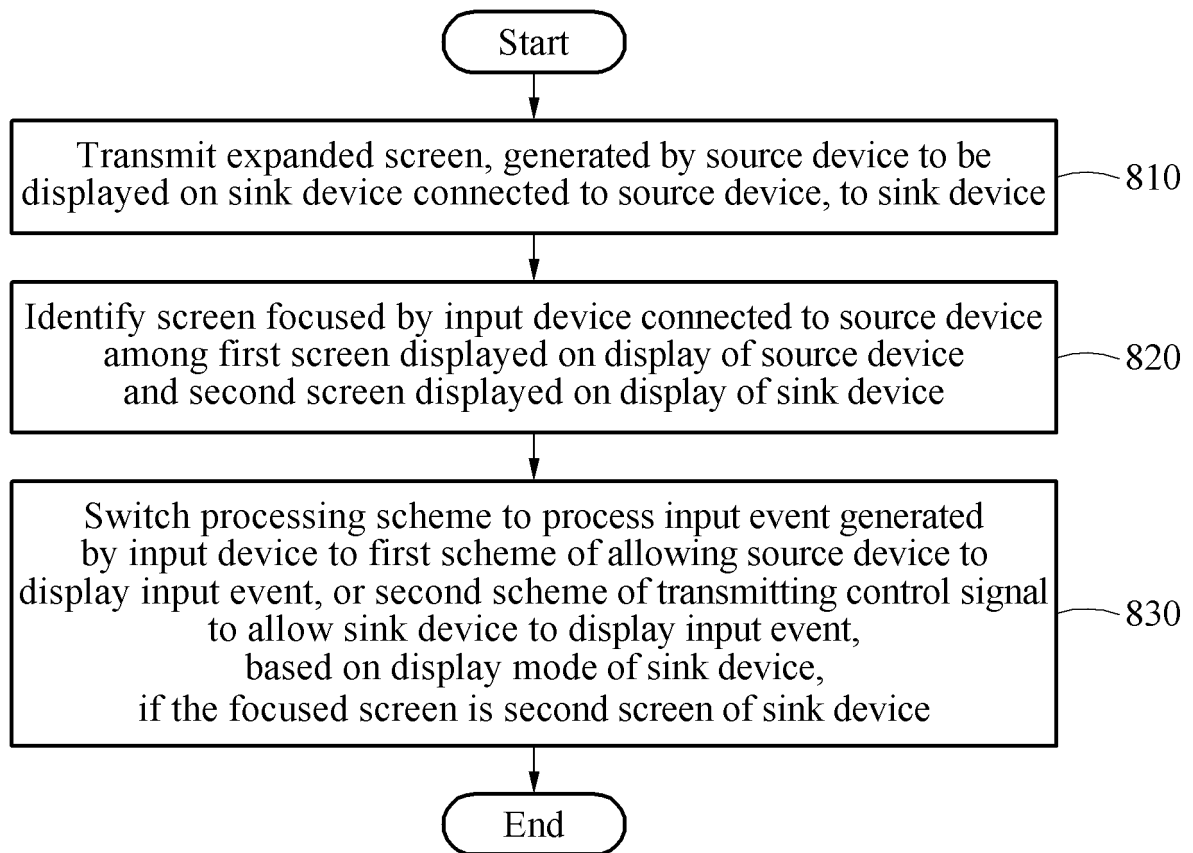 Start
Transmit expanded screen, generated by source device to be
displayed on sink device connected to source device, to sink device
810
Identify screen focused by input device connected to source device
among first screen displayed on display of source device
and second screen displayed on display of sink device
820
Switch processing scheme to process input event generated
by input device to first scheme of allowing source device to
display input event, or second scheme of transmitting control signal
to allow sink device to display input event,
based on display mode of sink device,
if the focused screen is second screen of sink device
830
End